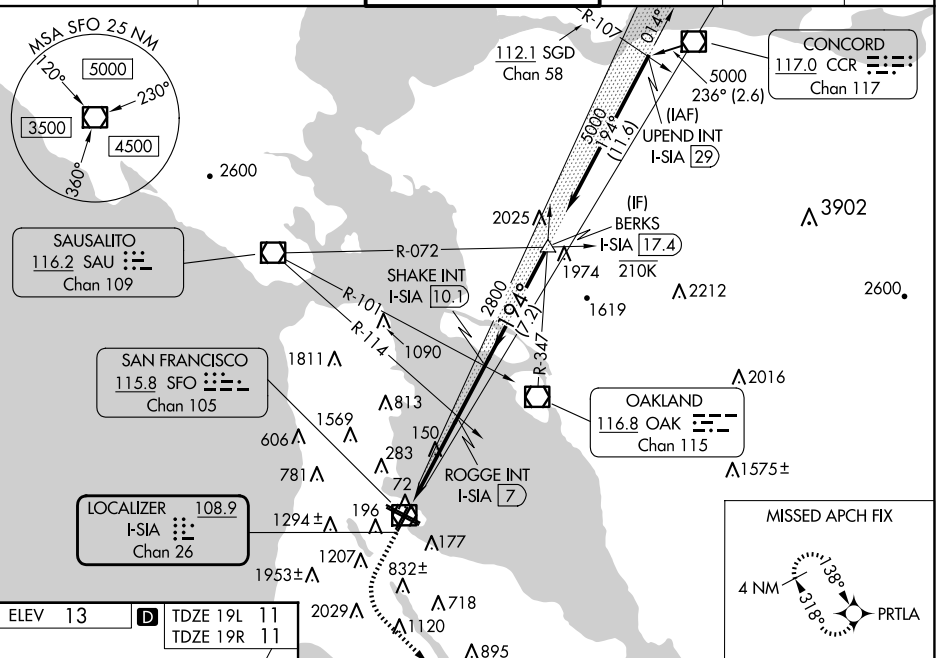 MSA SFO 25 NM
120°
5000
230°
3500
4500
360°
R-107
014°
112.1 SGD
Chan 58
CONCORD
117.0 CCR
Chan 117
5000
236° (2.6)
(IAF)
UPEND INT
I-SIA 29
5000
194°
(11.6)
2600
2025
(IF)
BERKS
I-SIA 17.4
210K
3902
SAUSALITO
116.2 SAU
Chan 109
R-072
1974
SHAKE INT
I-SIA 10.1
2800
194°
(7.2)
R-347
1619
2212
2600
R-101
R-114
1090
SAN FRANCISCO
115.8 SFO
Chan 105
1811
813
2016
OAKLAND
116.8 OAK
Chan 115
1569
606
150
283
781
ROGGE INT
I-SIA 7
1575±
72
LOCALIZER 108.9
I-SIA
Chan 26
1294±
196
177
1207
1953±
832±
718
2029
1120
895
MISSED APCH FIX
4 NM
138°
318°
PRTLA
ELEV 13
D
TDZE 19L 11
TDZE 19R 11